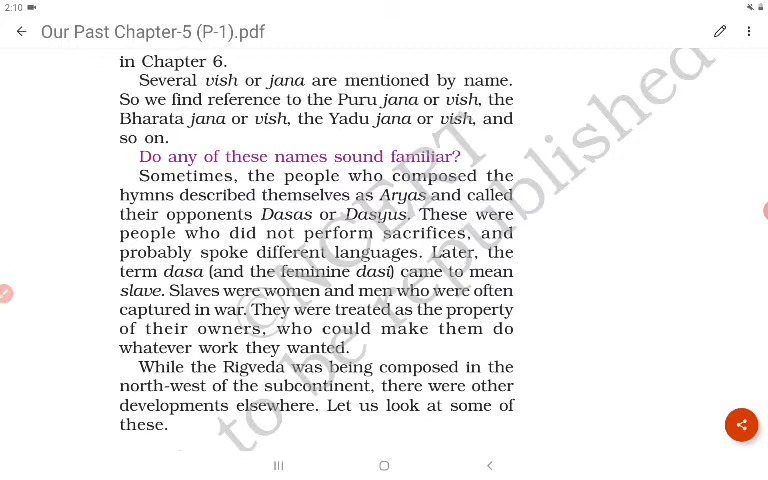 2:10
Our Past Chapter-5 (P-1).pdf
in Chapter 6.
Several vish or jana are mentioned by name.
So we find reference to the Puru jana or vish, the
Bharata jana or vish, the Yadu jana or vish, and
so on.
Do any of these names sound familiar?
Sometimes, the people who composed the
hymns described themselves as Aryas and called
their opponents Dasas or Dasyus. These were
people who did not perform sacrifices, and
probably spoke different languages. Later, the
term dasa (and the feminine dasi) came to mean
slave. Slaves were women and men who were often
captured in war. They were treated as the property
of their owners, who could make them do
whatever work they wanted.
While the Rigveda was being composed in the
north-west of the subcontinent, there were other
developments elsewhere. Let us look at some of
these.
©NCERT
to be republished